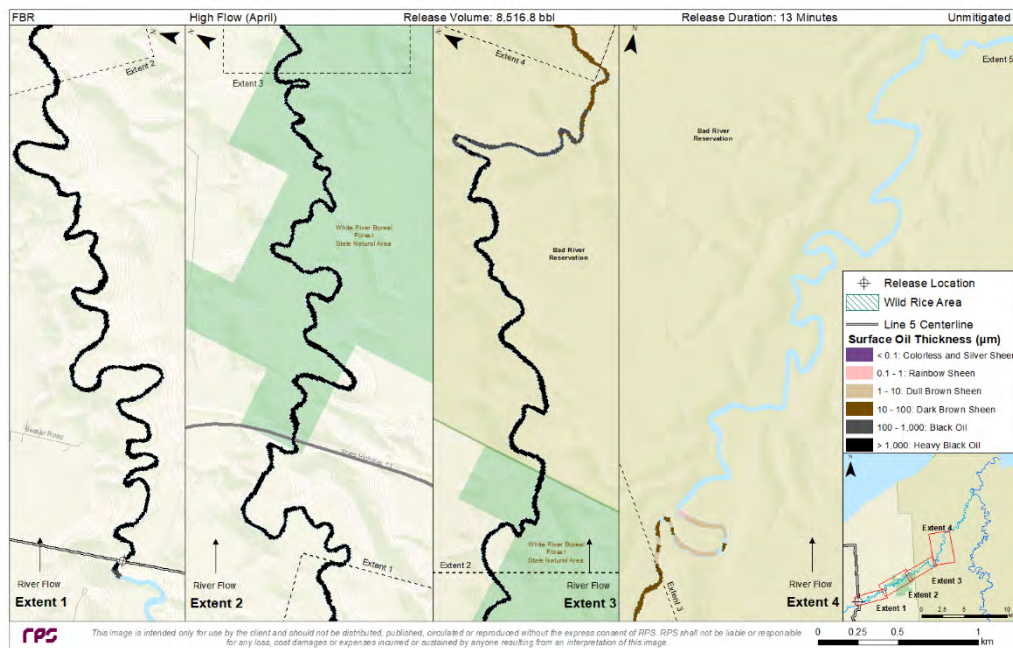 FBR High Flow (April) Release Volume: 8,516.8 bbl Release Duration: 13 Minutes Unmitigated
N
Extent 2
River Flow
Extent 1
N
Extent 3
White River Boreal
Forest
State Natural Area
State Highway
Extent 1
River Flow
Extent 2
N
Extent 4
Bad River
Reservation
White River Boreal
Forest
State Natural Area
Extent 2
River Flow
Extent 3
N
Extent 5
Bad River
Reservation
Extent 3
River Flow
Extent 4
Release Location
Wild Rice Area
Line 5 Centerline
Surface Oil Thickness (µm)
< 0.1: Colorless and Silver Sheen
0.1 - 1: Rainbow Sheen
1 - 10: Dull Brown Sheen
10 - 100: Dark Brown Sheen
100 - 1,000: Black Oil
> 1,000: Heavy Black Oil
N
Extent 4
Extent 3
Extent 2
Extent 1
0 2.5 5 10
km
rps
This image is intended only for use by the client and should not be distributed, published, circulated or reproduced without the express consent of RPS. RPS shall not be liable or responsible
for any loss, cost damages or expenses incurred or sustained by anyone resulting from an interpretation of this image.
0 0.25 0.5 1
km